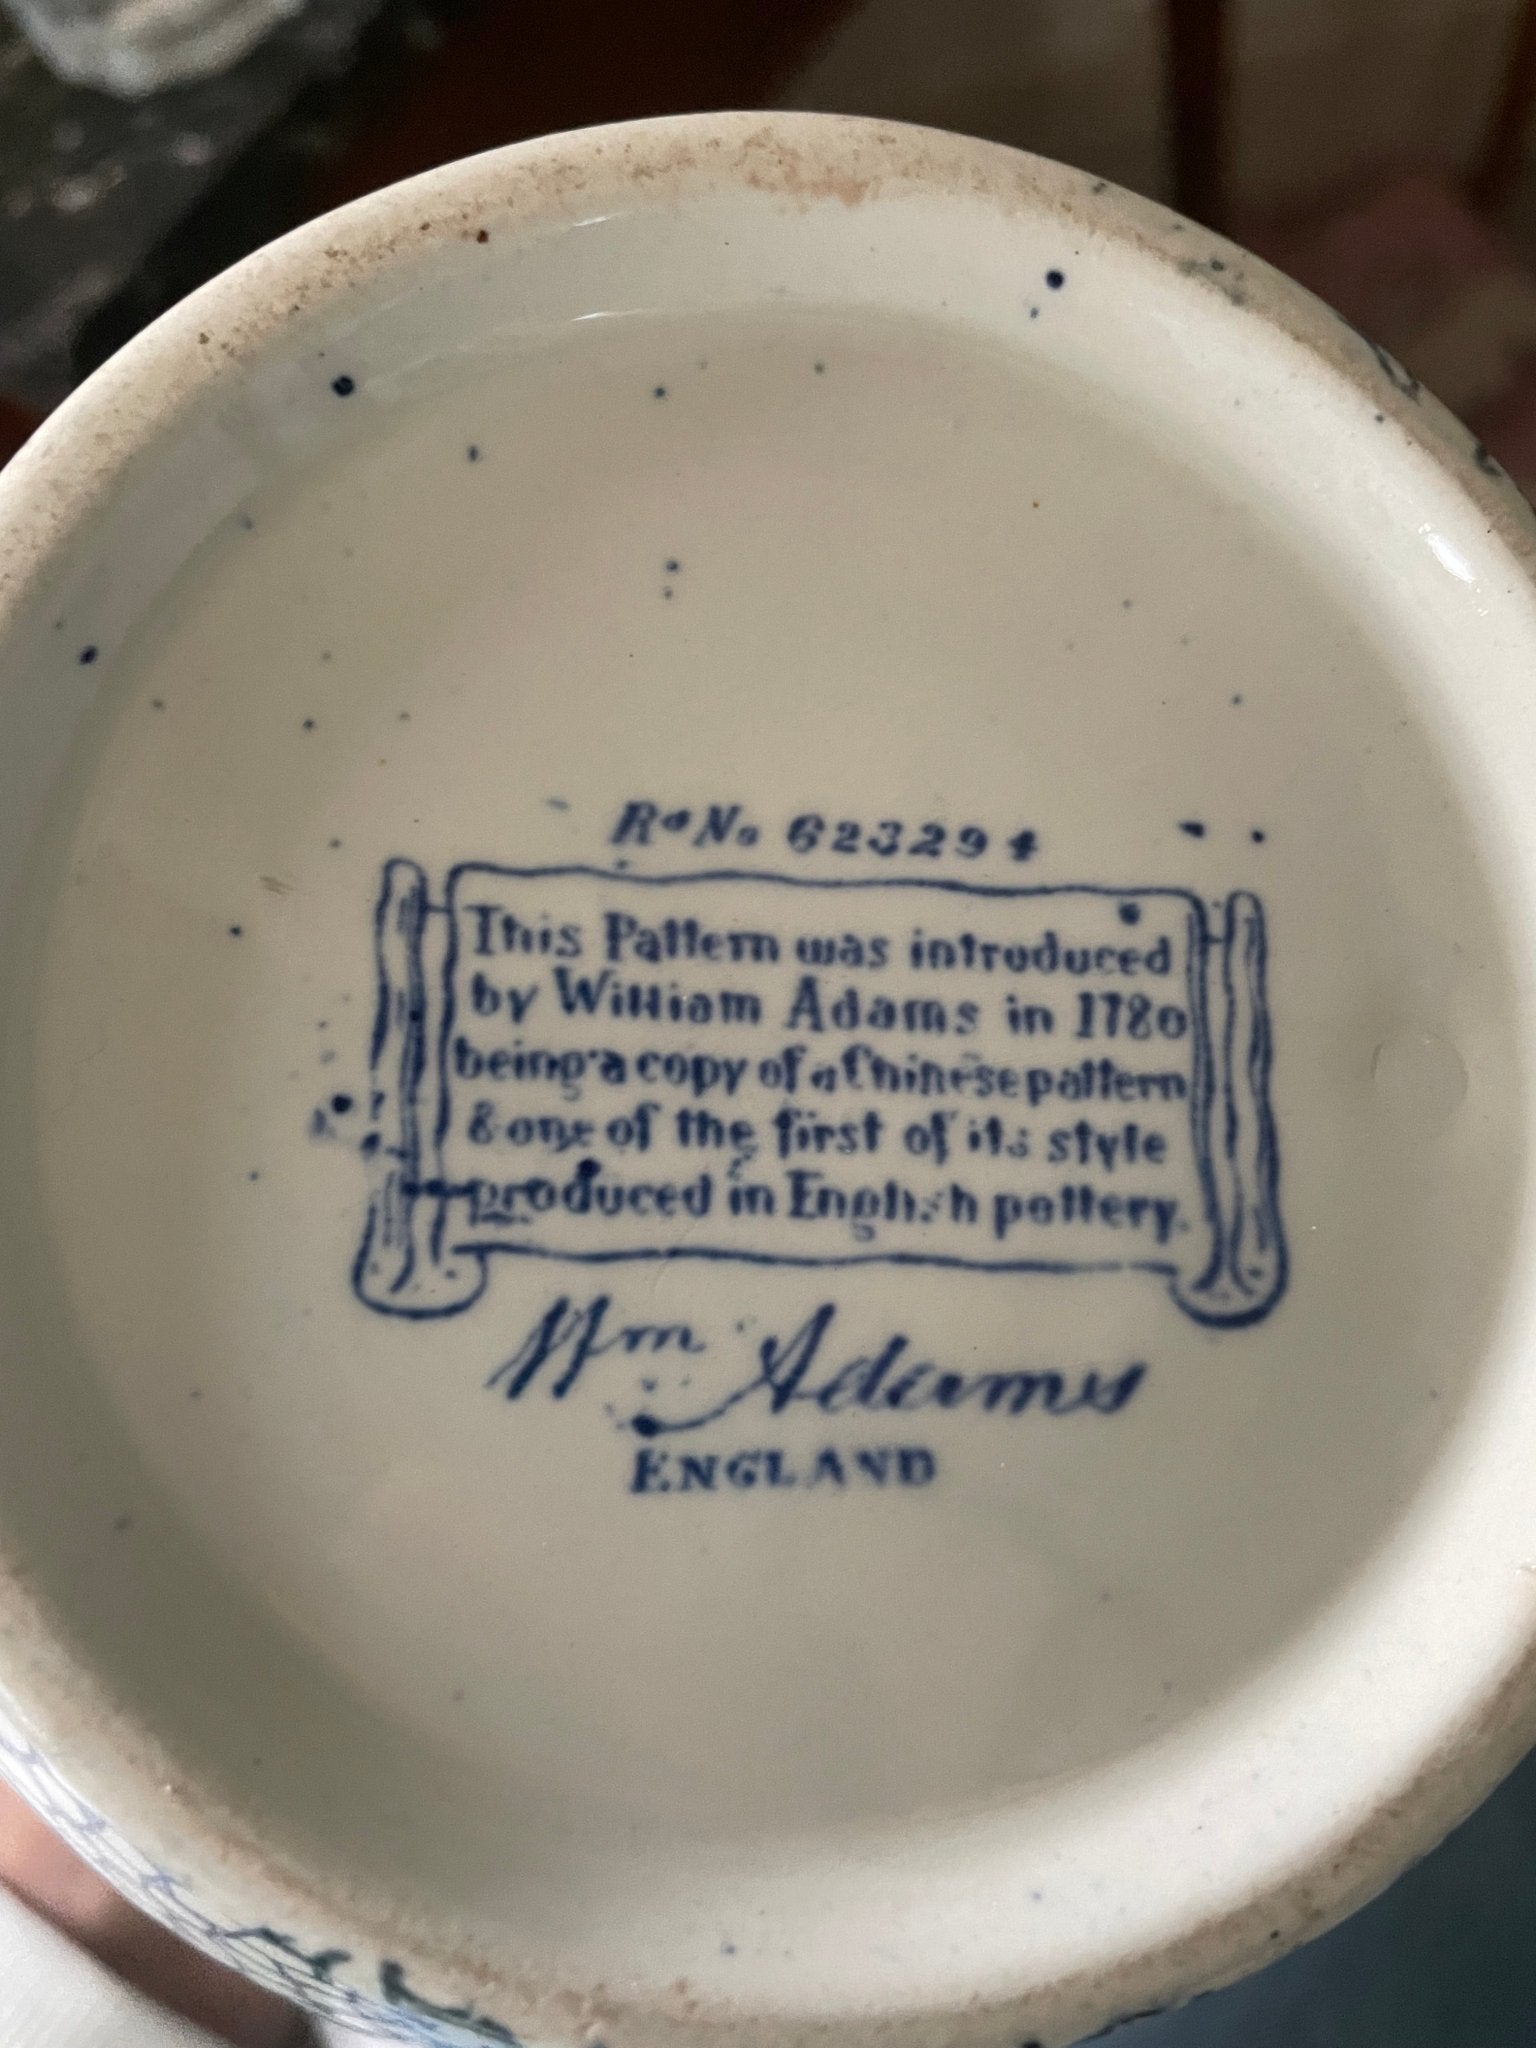 Rd No 623294
This Pattern was introduced
by William Adams in 1780
being a copy of a Chinese pattern
& one of the first of its style
produced in English pottery.
Wm Adams
ENGLAND